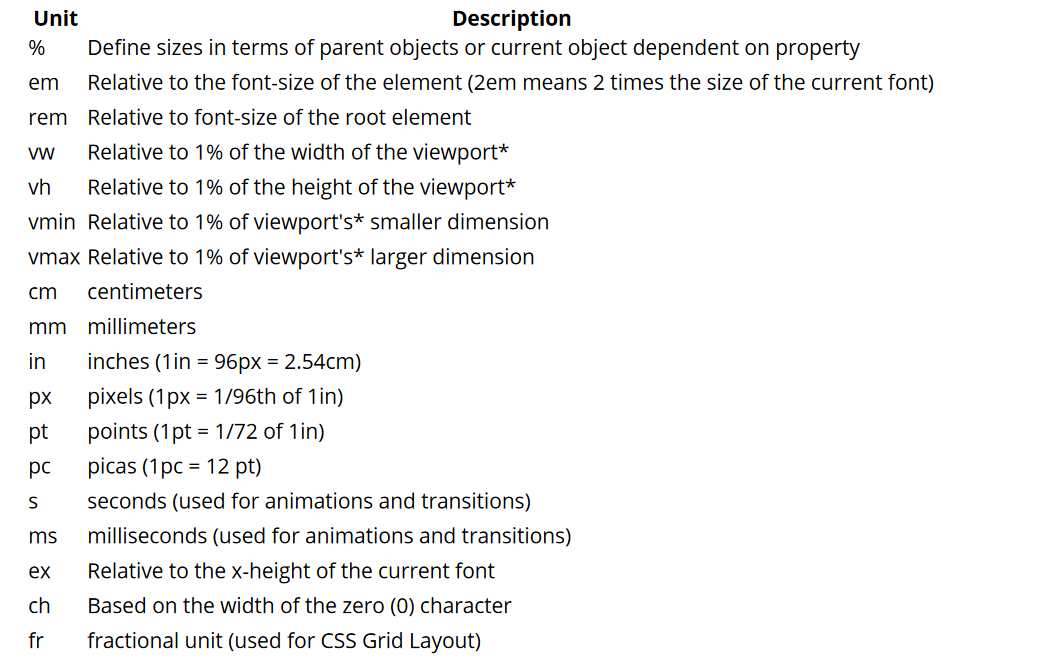 Unit Description
% Define sizes in terms of parent objects or current object dependent on property
em Relative to the font-size of the element (2em means 2 times the size of the current font)
rem Relative to font-size of the root element
vw Relative to 1% of the width of the viewport*
vh Relative to 1% of the height of the viewport*
vmin Relative to 1% of viewport's* smaller dimension
vmax Relative to 1% of viewport's* larger dimension
cm centimeters
mm millimeters
in inches (1in = 96px = 2.54cm)
px pixels (1px = 1/96th of 1in)
pt points (1pt = 1/72 of 1in)
pc picas (1pc = 12 pt)
s seconds (used for animations and transitions)
ms milliseconds (used for animations and transitions)
ex Relative to the x-height of the current font
ch Based on the width of the zero (0) character
fr fractional unit (used for CSS Grid Layout)